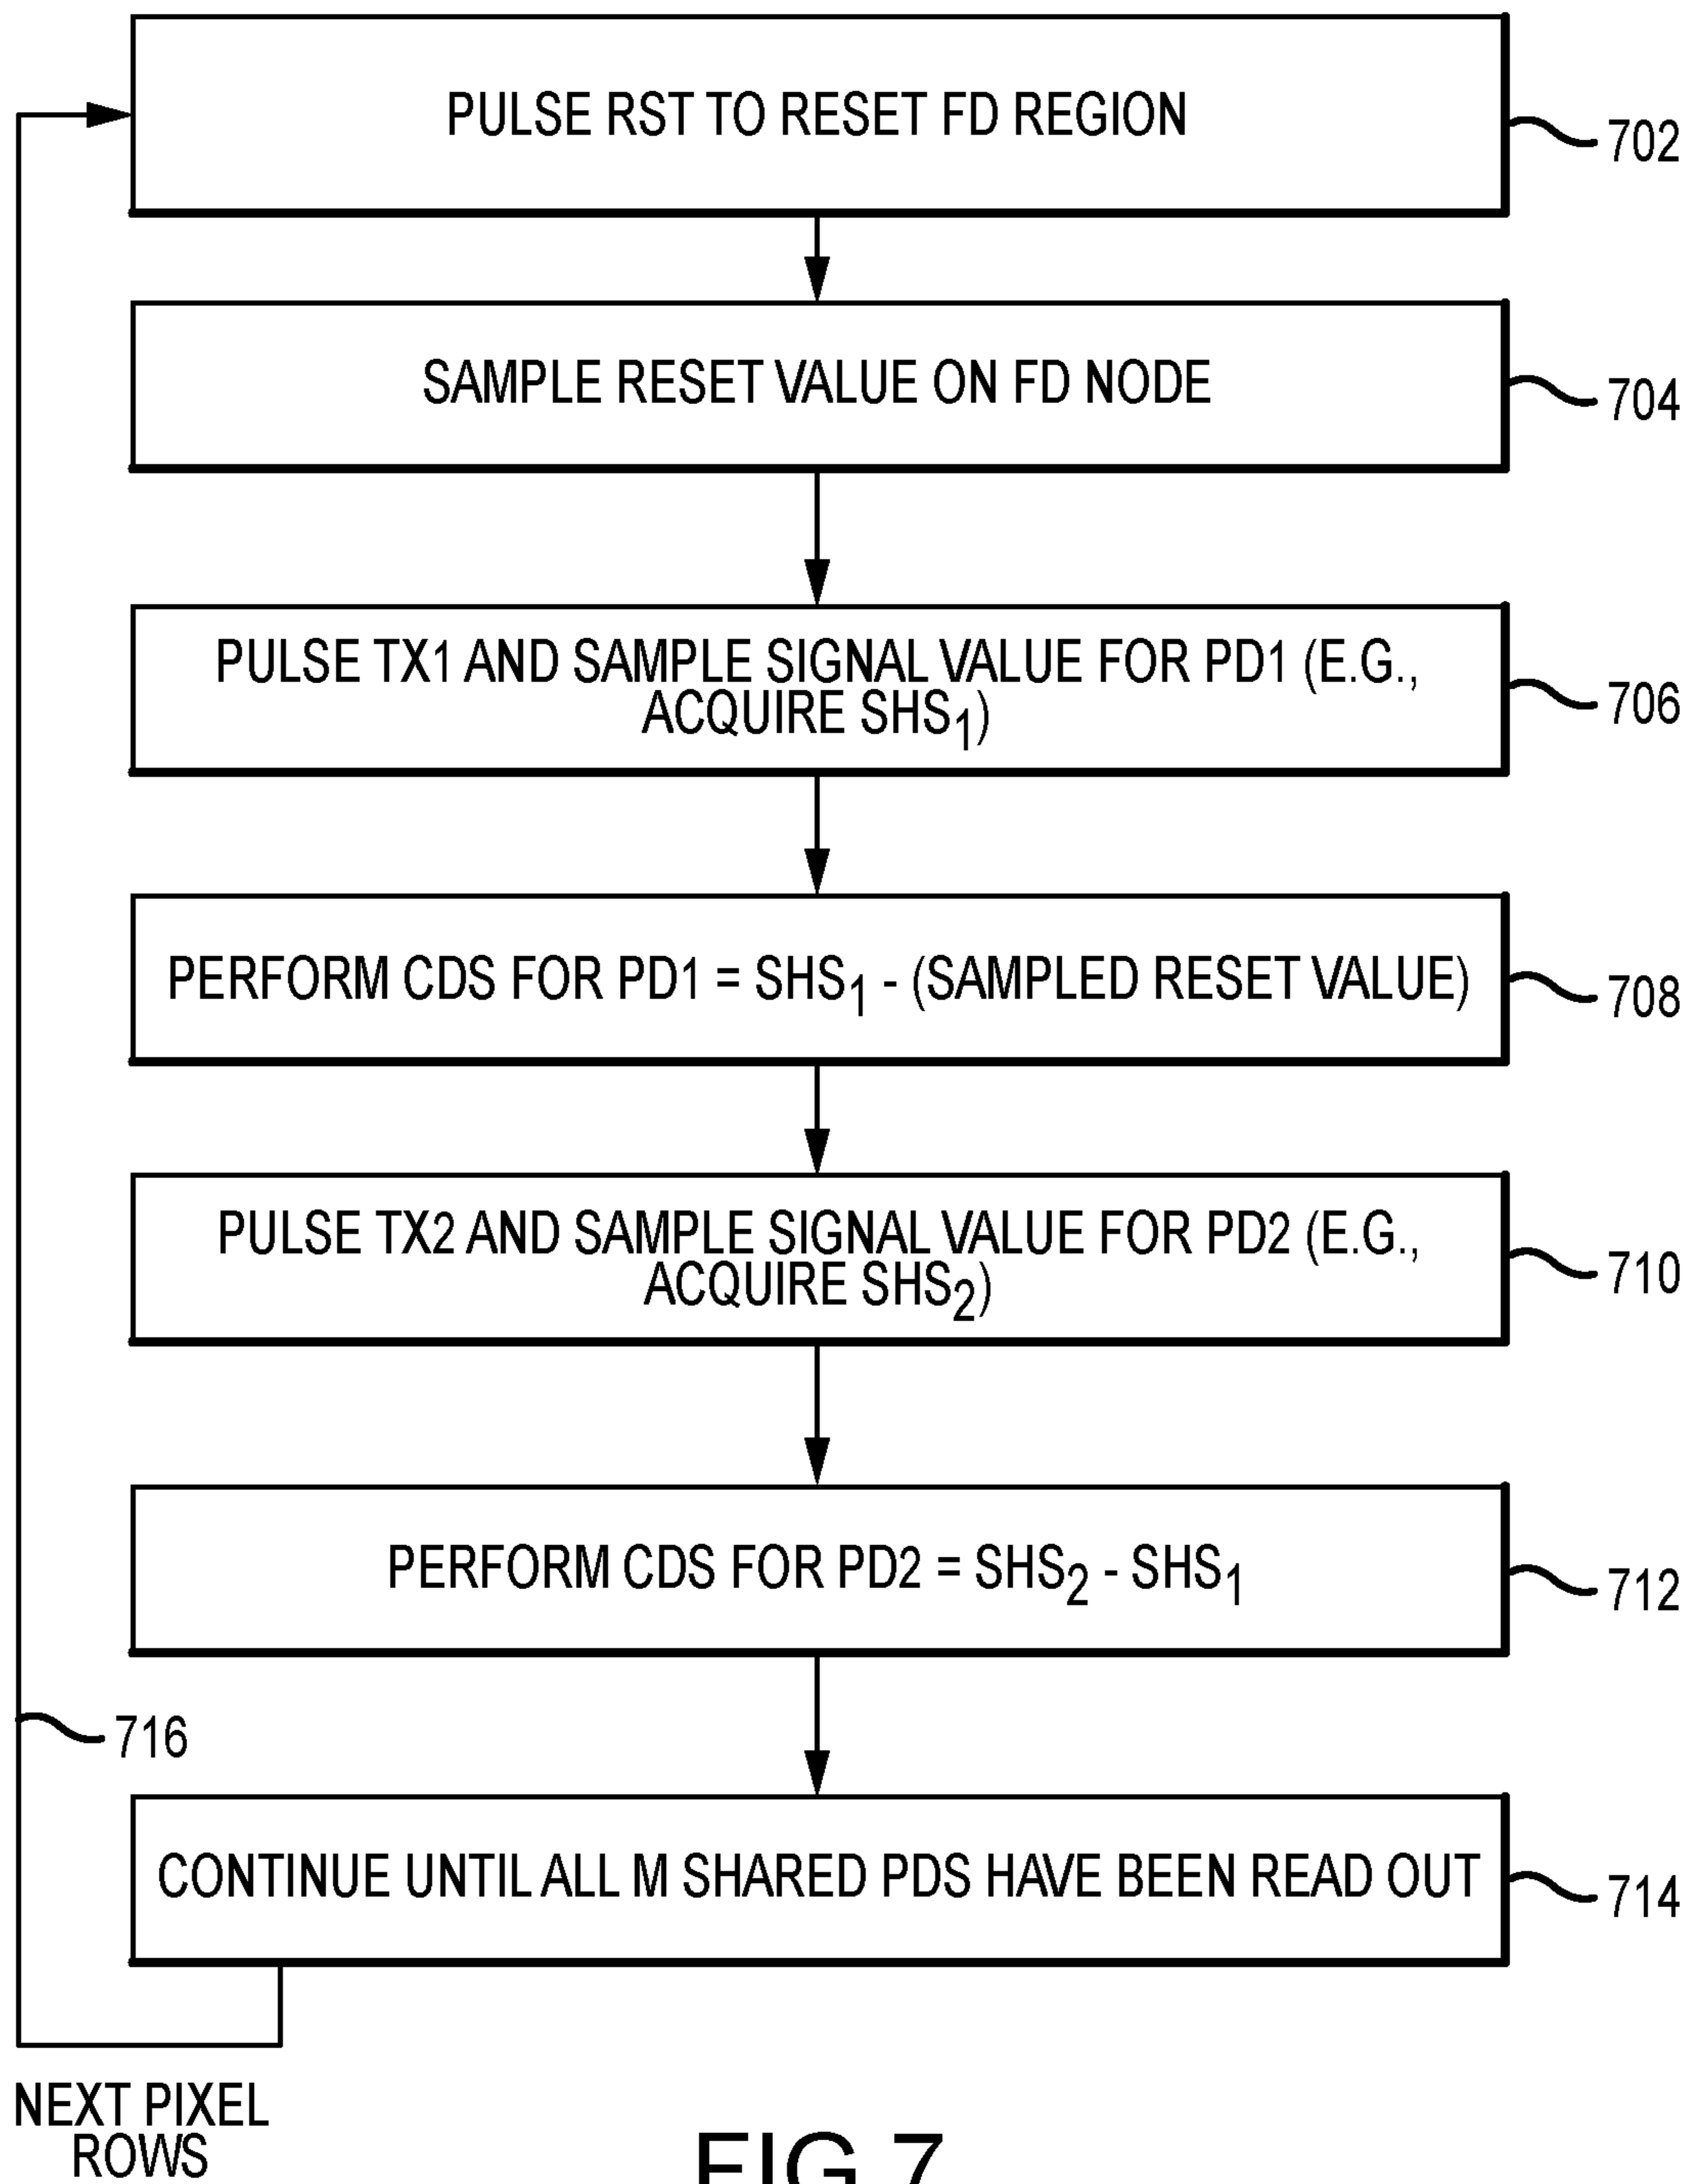 PULSE RST TO RESET FD REGION
702
SAMPLE RESET VALUE ON FD NODE
704
PULSE TX1 AND SAMPLE SIGNAL VALUE FOR PD1 (E.G.,
ACQUIRE SHS1)
706
PERFORM CDS FOR PD1 = SHS1 - (SAMPLED RESET VALUE)
708
PULSE TX2 AND SAMPLE SIGNAL VALUE FOR PD2 (E.G.,
ACQUIRE SHS2)
710
PERFORM CDS FOR PD2 = SHS2 - SHS1
712
716
CONTINUE UNTIL ALL M SHARED PDS HAVE BEEN READ OUT
714
NEXT PIXEL
ROWS
FIG.7